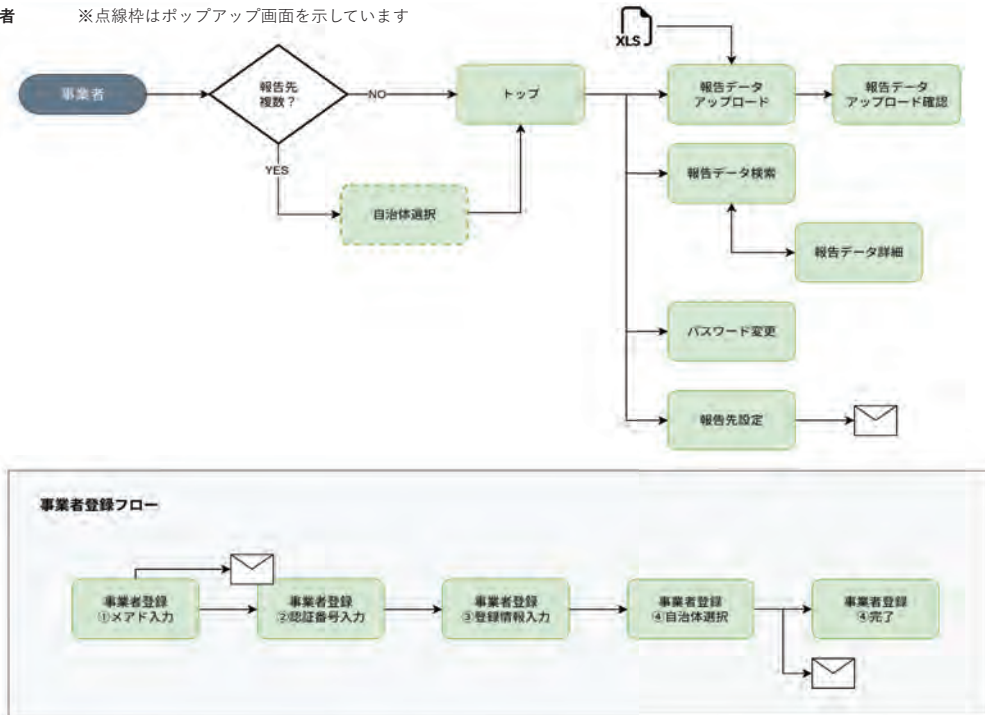 者 ※点線枠はポップアップ画面を示しています
XLS
事業者
報告先
複数？
NO
トップ
報告データ
アップロード
報告データ
アップロード確認
YES
自治体選択
報告データ検索
報告データ詳細
パスワード変更
報告先設定
事業者登録フロー
事業者登録
①メアド入力
事業者登録
②認証番号入力
事業者登録
③登録情報入力
事業者登録
④自治体選択
事業者登録
④完了